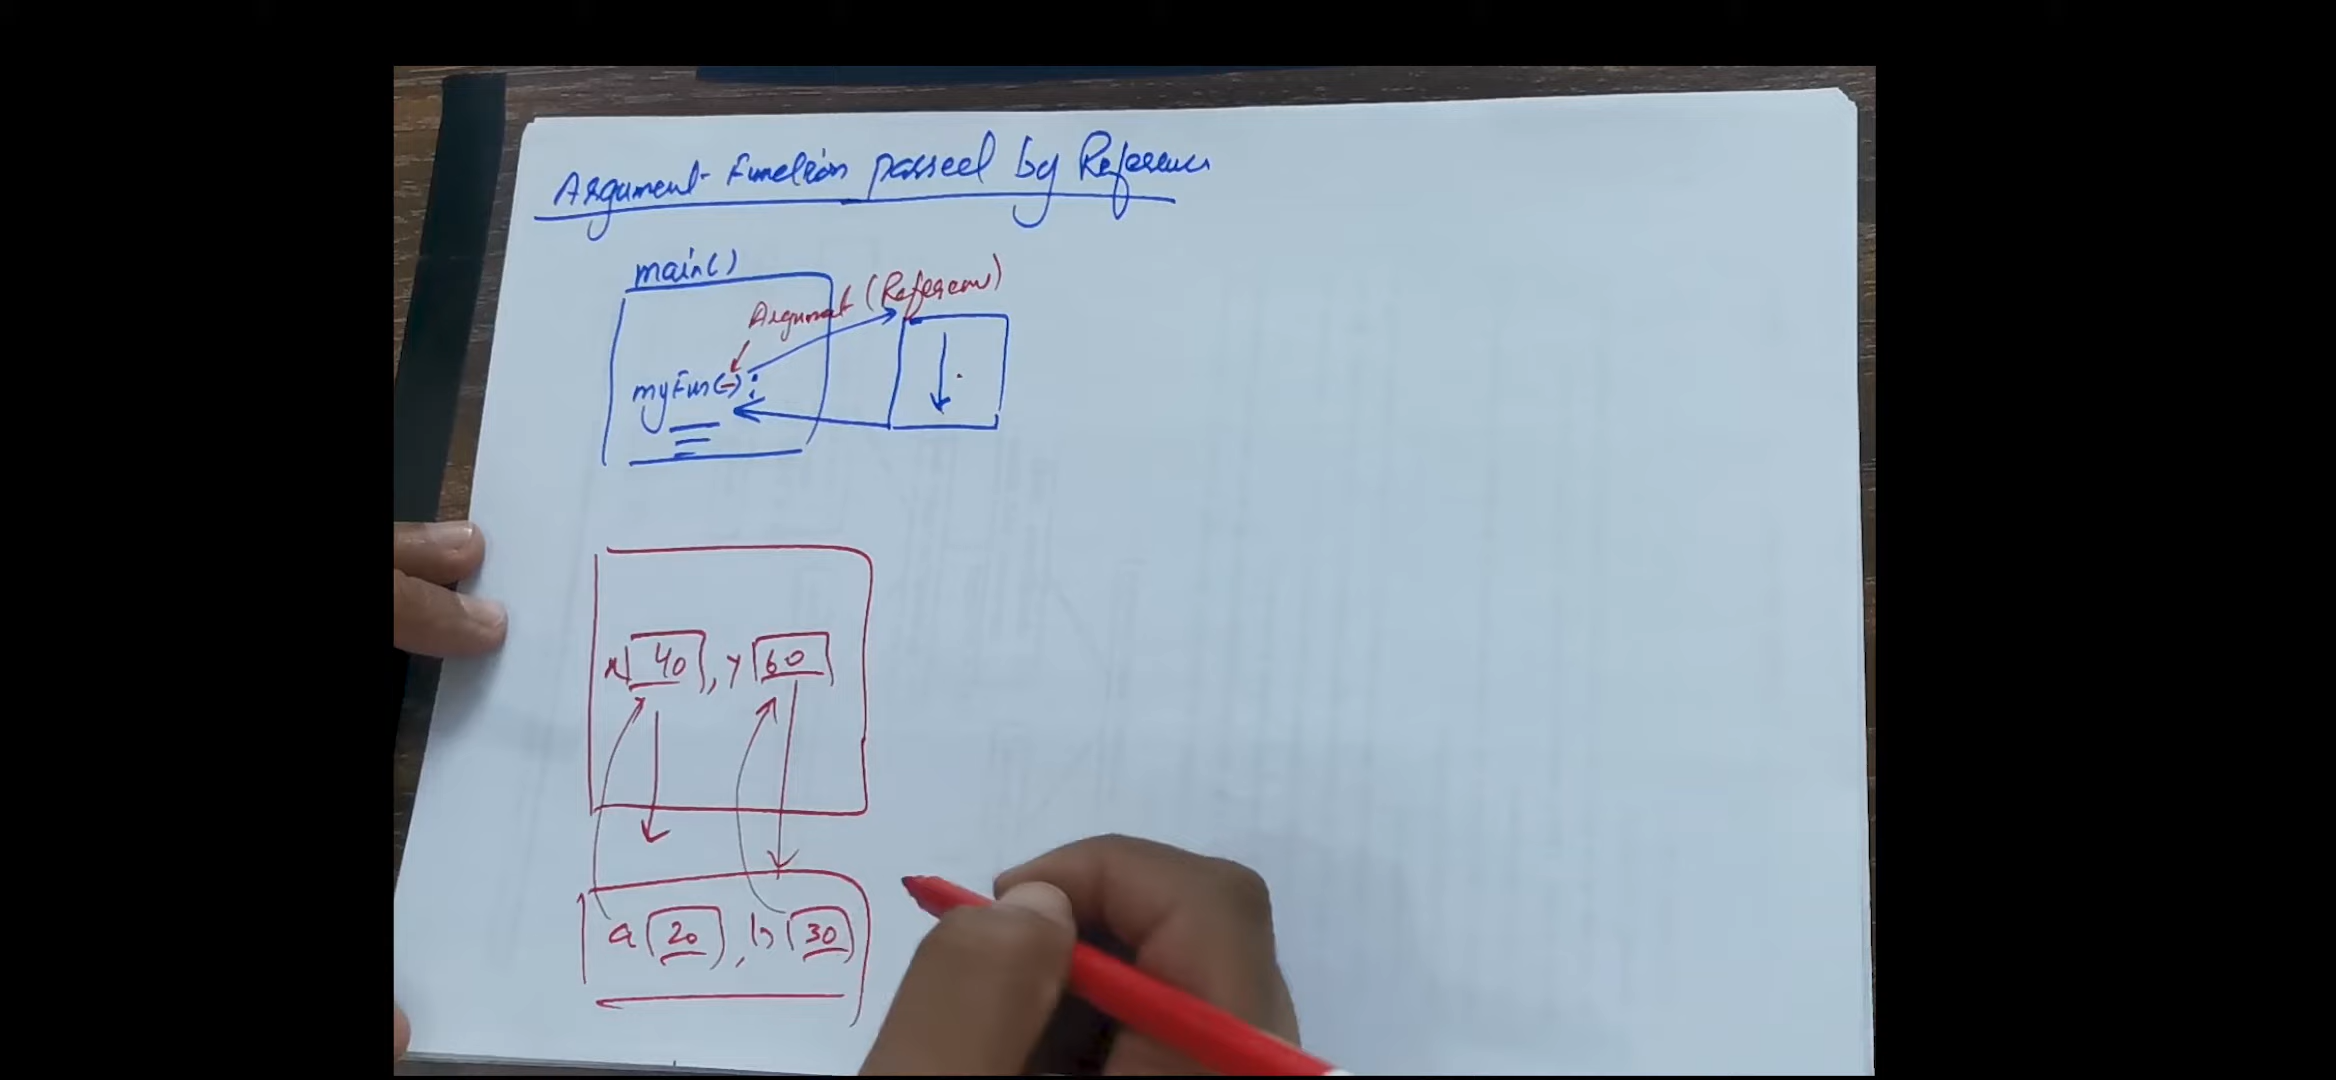 Argument Function passed by Reference
main()
Argument (Reference)
myFun(-);
x 40, y 60
a 20, b 30